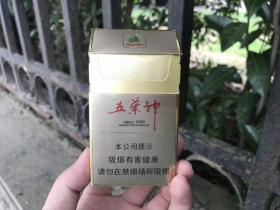 五叶神
since 1999
本公司提示
吸烟有害健康
请勿在禁烟场所吸烟